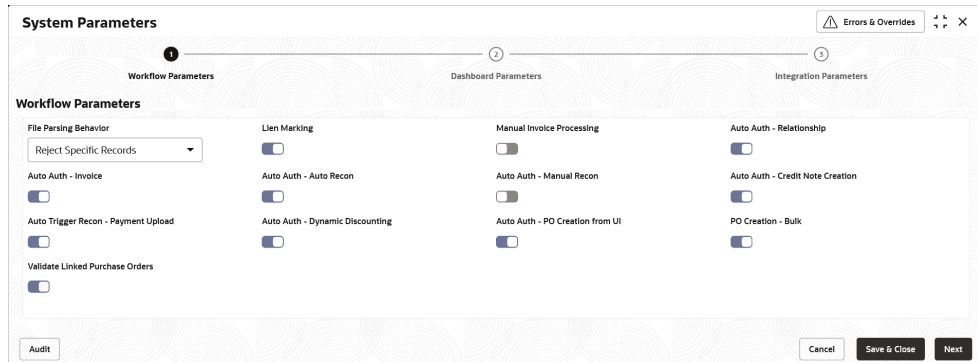 System Parameters
Errors & Overrides
1
2
3
Workflow Parameters
Dashboard Parameters
Integration Parameters
Workflow Parameters
File Parsing Behavior
Lien Marking
Manual Invoice Processing
Auto Auth - Relationship
Reject Specific Records
Auto Auth - Invoice
Auto Auth - Auto Recon
Auto Auth - Manual Recon
Auto Auth - Credit Note Creation
Auto Trigger Recon - Payment Upload
Auto Auth - Dynamic Discounting
Auto Auth - PO Creation from UI
PO Creation - Bulk
Validate Linked Purchase Orders
Audit
Cancel
Save & Close
Next